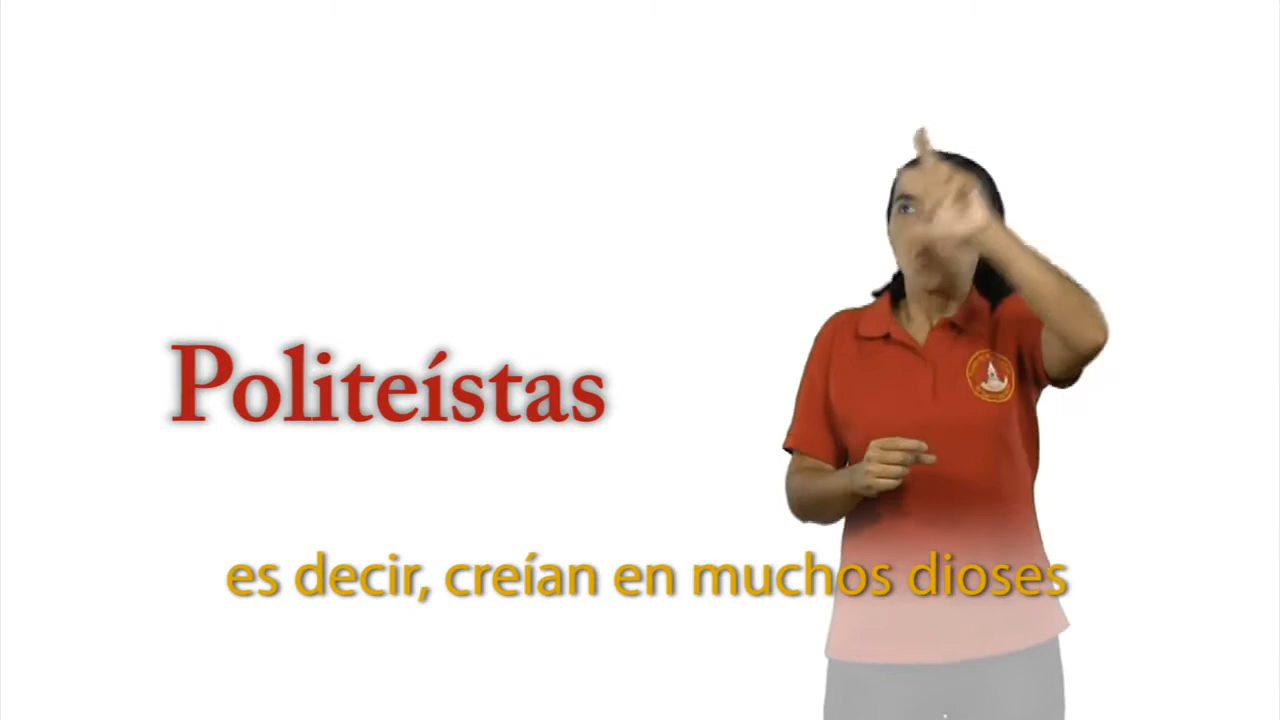 Politeístas
es decir, creían en muchos dioses